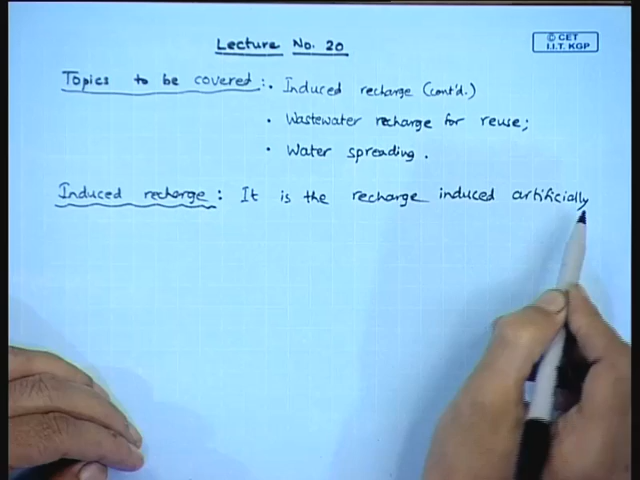 Lecture No. 20
© CET
I.I.T. KGP
Topics to be covered : • Induced recharge (cont'd.)
• Wastewater recharge for reuse;
• Water spreading.
Induced recharge : It is the recharge induced artificially